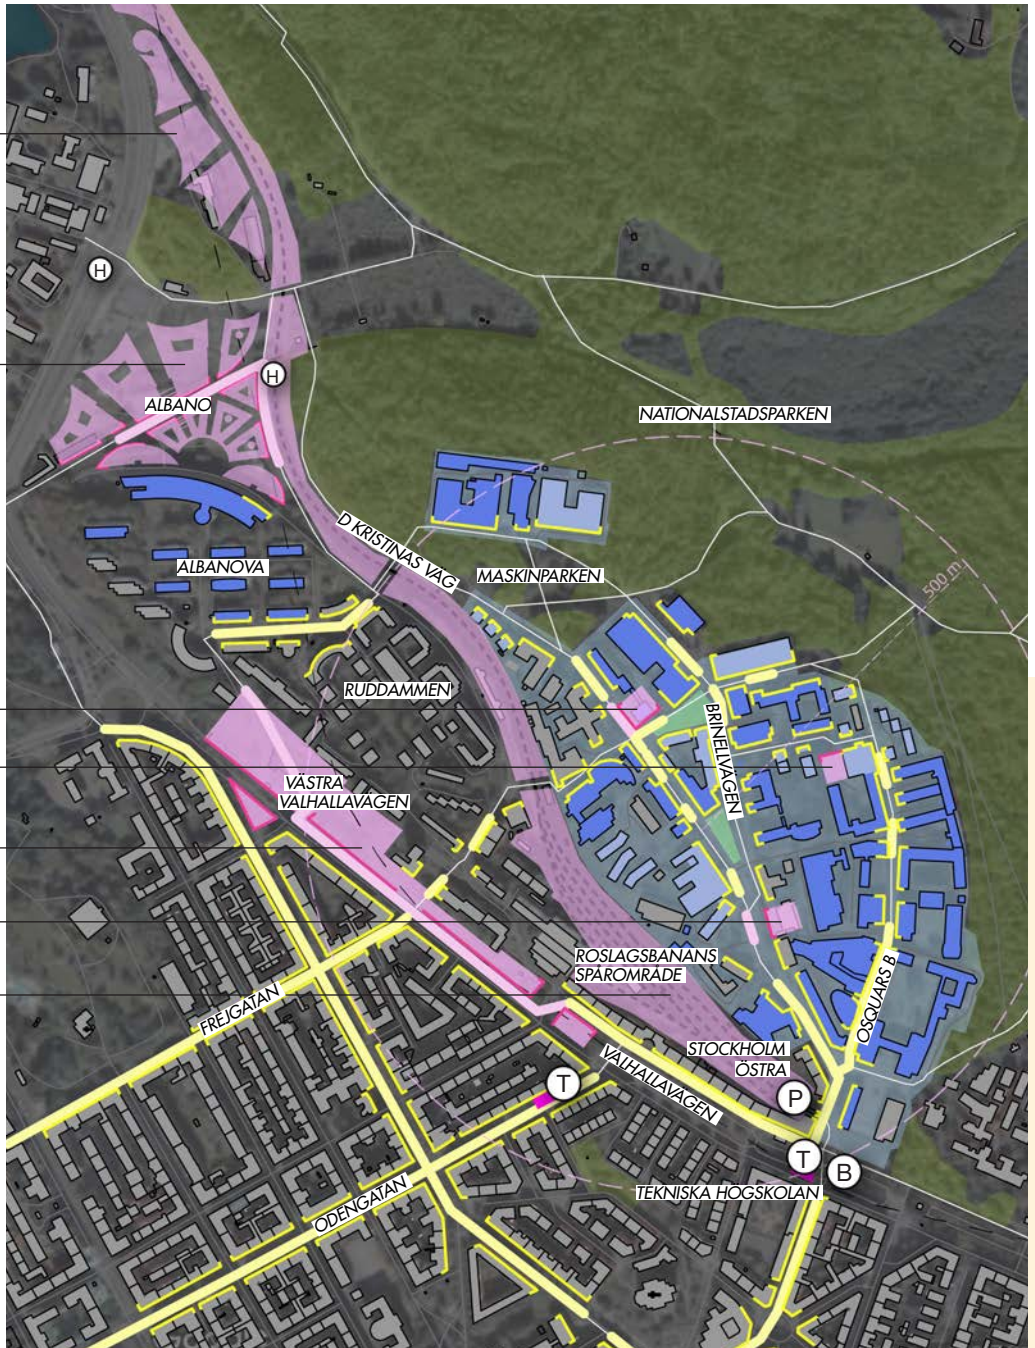 H
H
ALBANO
NATIONALSTADSPARKEN
D KRISTINAS VÄG
ALBANOVA
MASKINPARKEN
500 m
RUDDAMMEN
BRINELLVÄGEN
VÄSTRA
VALHALLAVÄGEN
ROSLAGSBANANS
SPÅROMRÅDE
FREJGATAN
OSQUARS B
STOCKHOLM
ÖSTRA
VALHALLAVÄGEN
T
P
T
B
TEKNISKA HÖGSKOLAN
ODENGATAN